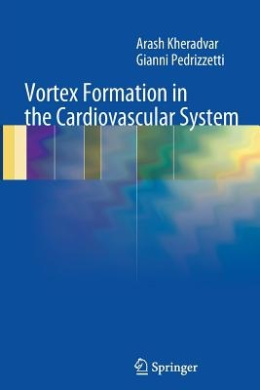 Arash Kheradvar
Gianni Pedrizzetti
Vortex Formation in
the Cardiovascular System
Springer